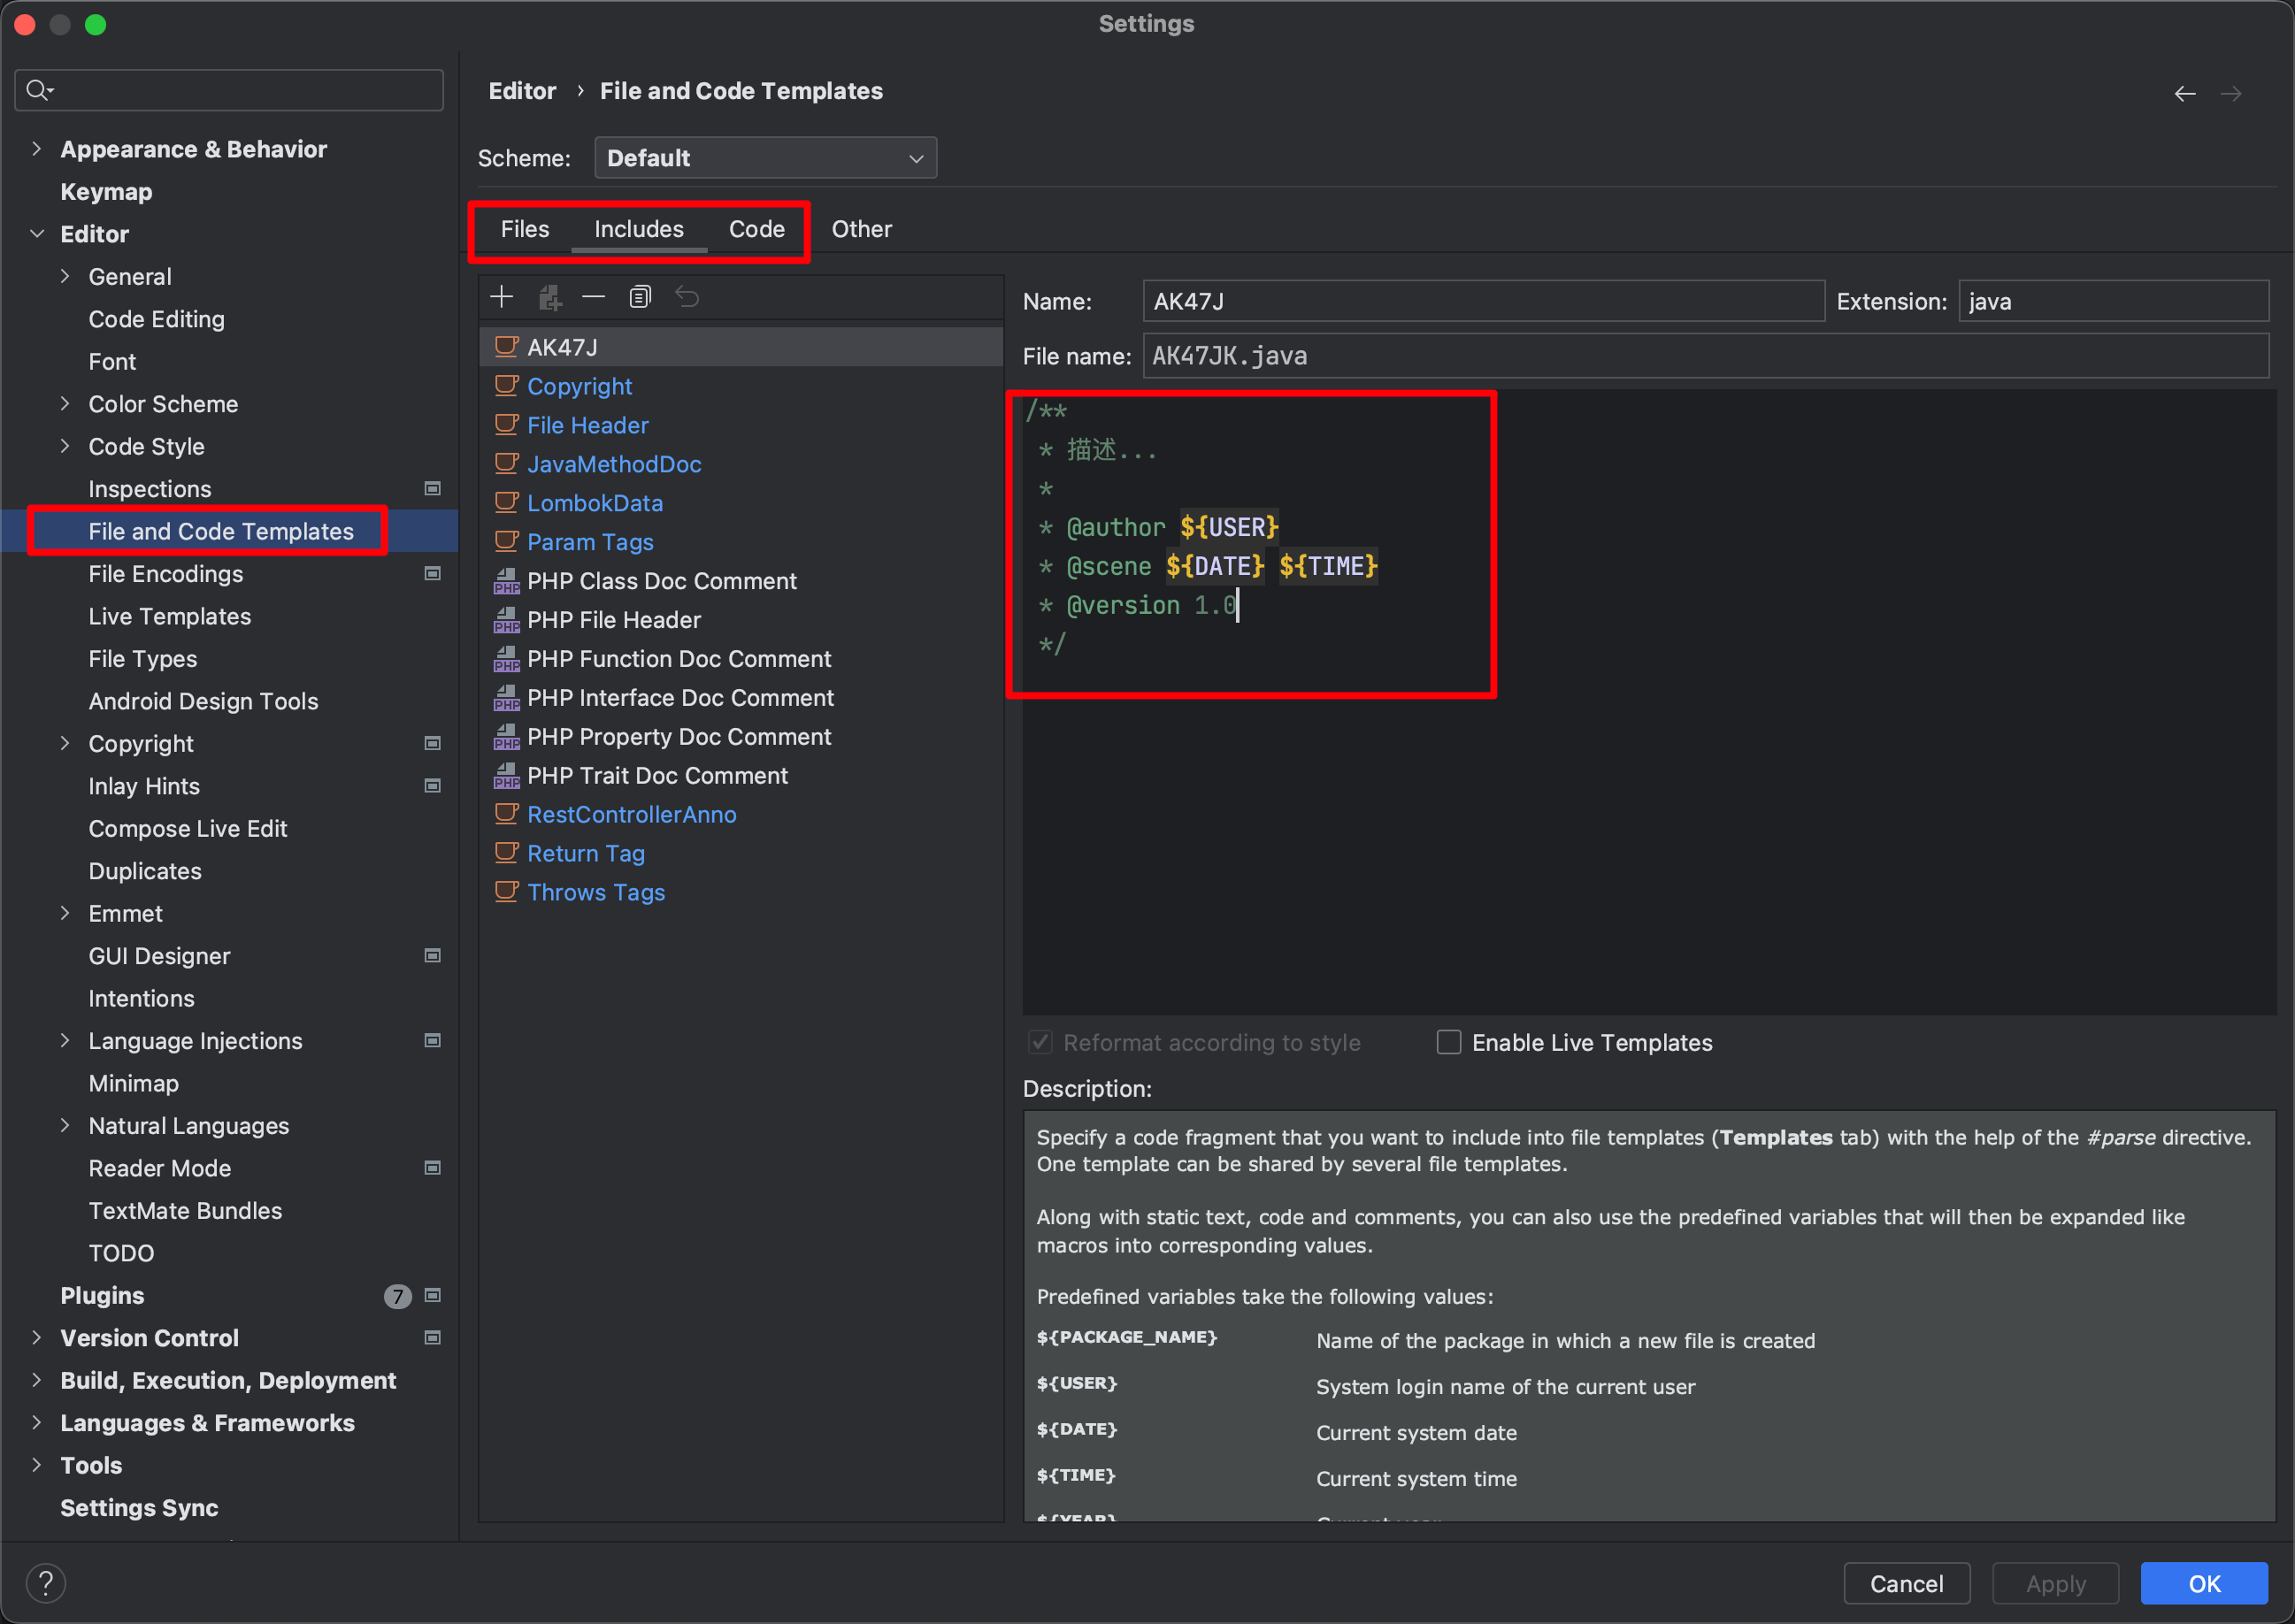 Settings
Editor › File and Code Templates
Scheme: Default
Files Includes Code Other
Appearance & Behavior
Keymap
Editor
General
Code Editing
Font
Color Scheme
Code Style
Inspections
File and Code Templates
File Encodings
Live Templates
File Types
Android Design Tools
Copyright
Inlay Hints
Compose Live Edit
Duplicates
Emmet
GUI Designer
Intentions
Language Injections
Minimap
Natural Languages
Reader Mode
TextMate Bundles
TODO
Plugins 7
Version Control
Build, Execution, Deployment
Languages & Frameworks
Tools
Settings Sync
AK47J
Copyright
File Header
JavaMethodDoc
LombokData
Param Tags
PHP PHP Class Doc Comment
PHP PHP File Header
PHP PHP Function Doc Comment
PHP PHP Interface Doc Comment
PHP PHP Property Doc Comment
PHP PHP Trait Doc Comment
RestControllerAnno
Return Tag
Throws Tags
Name: AK47J Extension: java
File name: AK47JK.java
/**
* 描述...
*
* @author ${USER}
* @scene ${DATE} ${TIME}
* @version 1.0
*/
Reformat according to style Enable Live Templates
Description:
Specify a code fragment that you want to include into file templates (Templates tab) with the help of the #parse directive.
One template can be shared by several file templates.
Along with static text, code and comments, you can also use the predefined variables that will then be expanded like
macros into corresponding values.
Predefined variables take the following values:
${PACKAGE_NAME} Name of the package in which a new file is created
${USER} System login name of the current user
${DATE} Current system date
${TIME} Current system time
${YEAR} Current year
? Cancel Apply OK